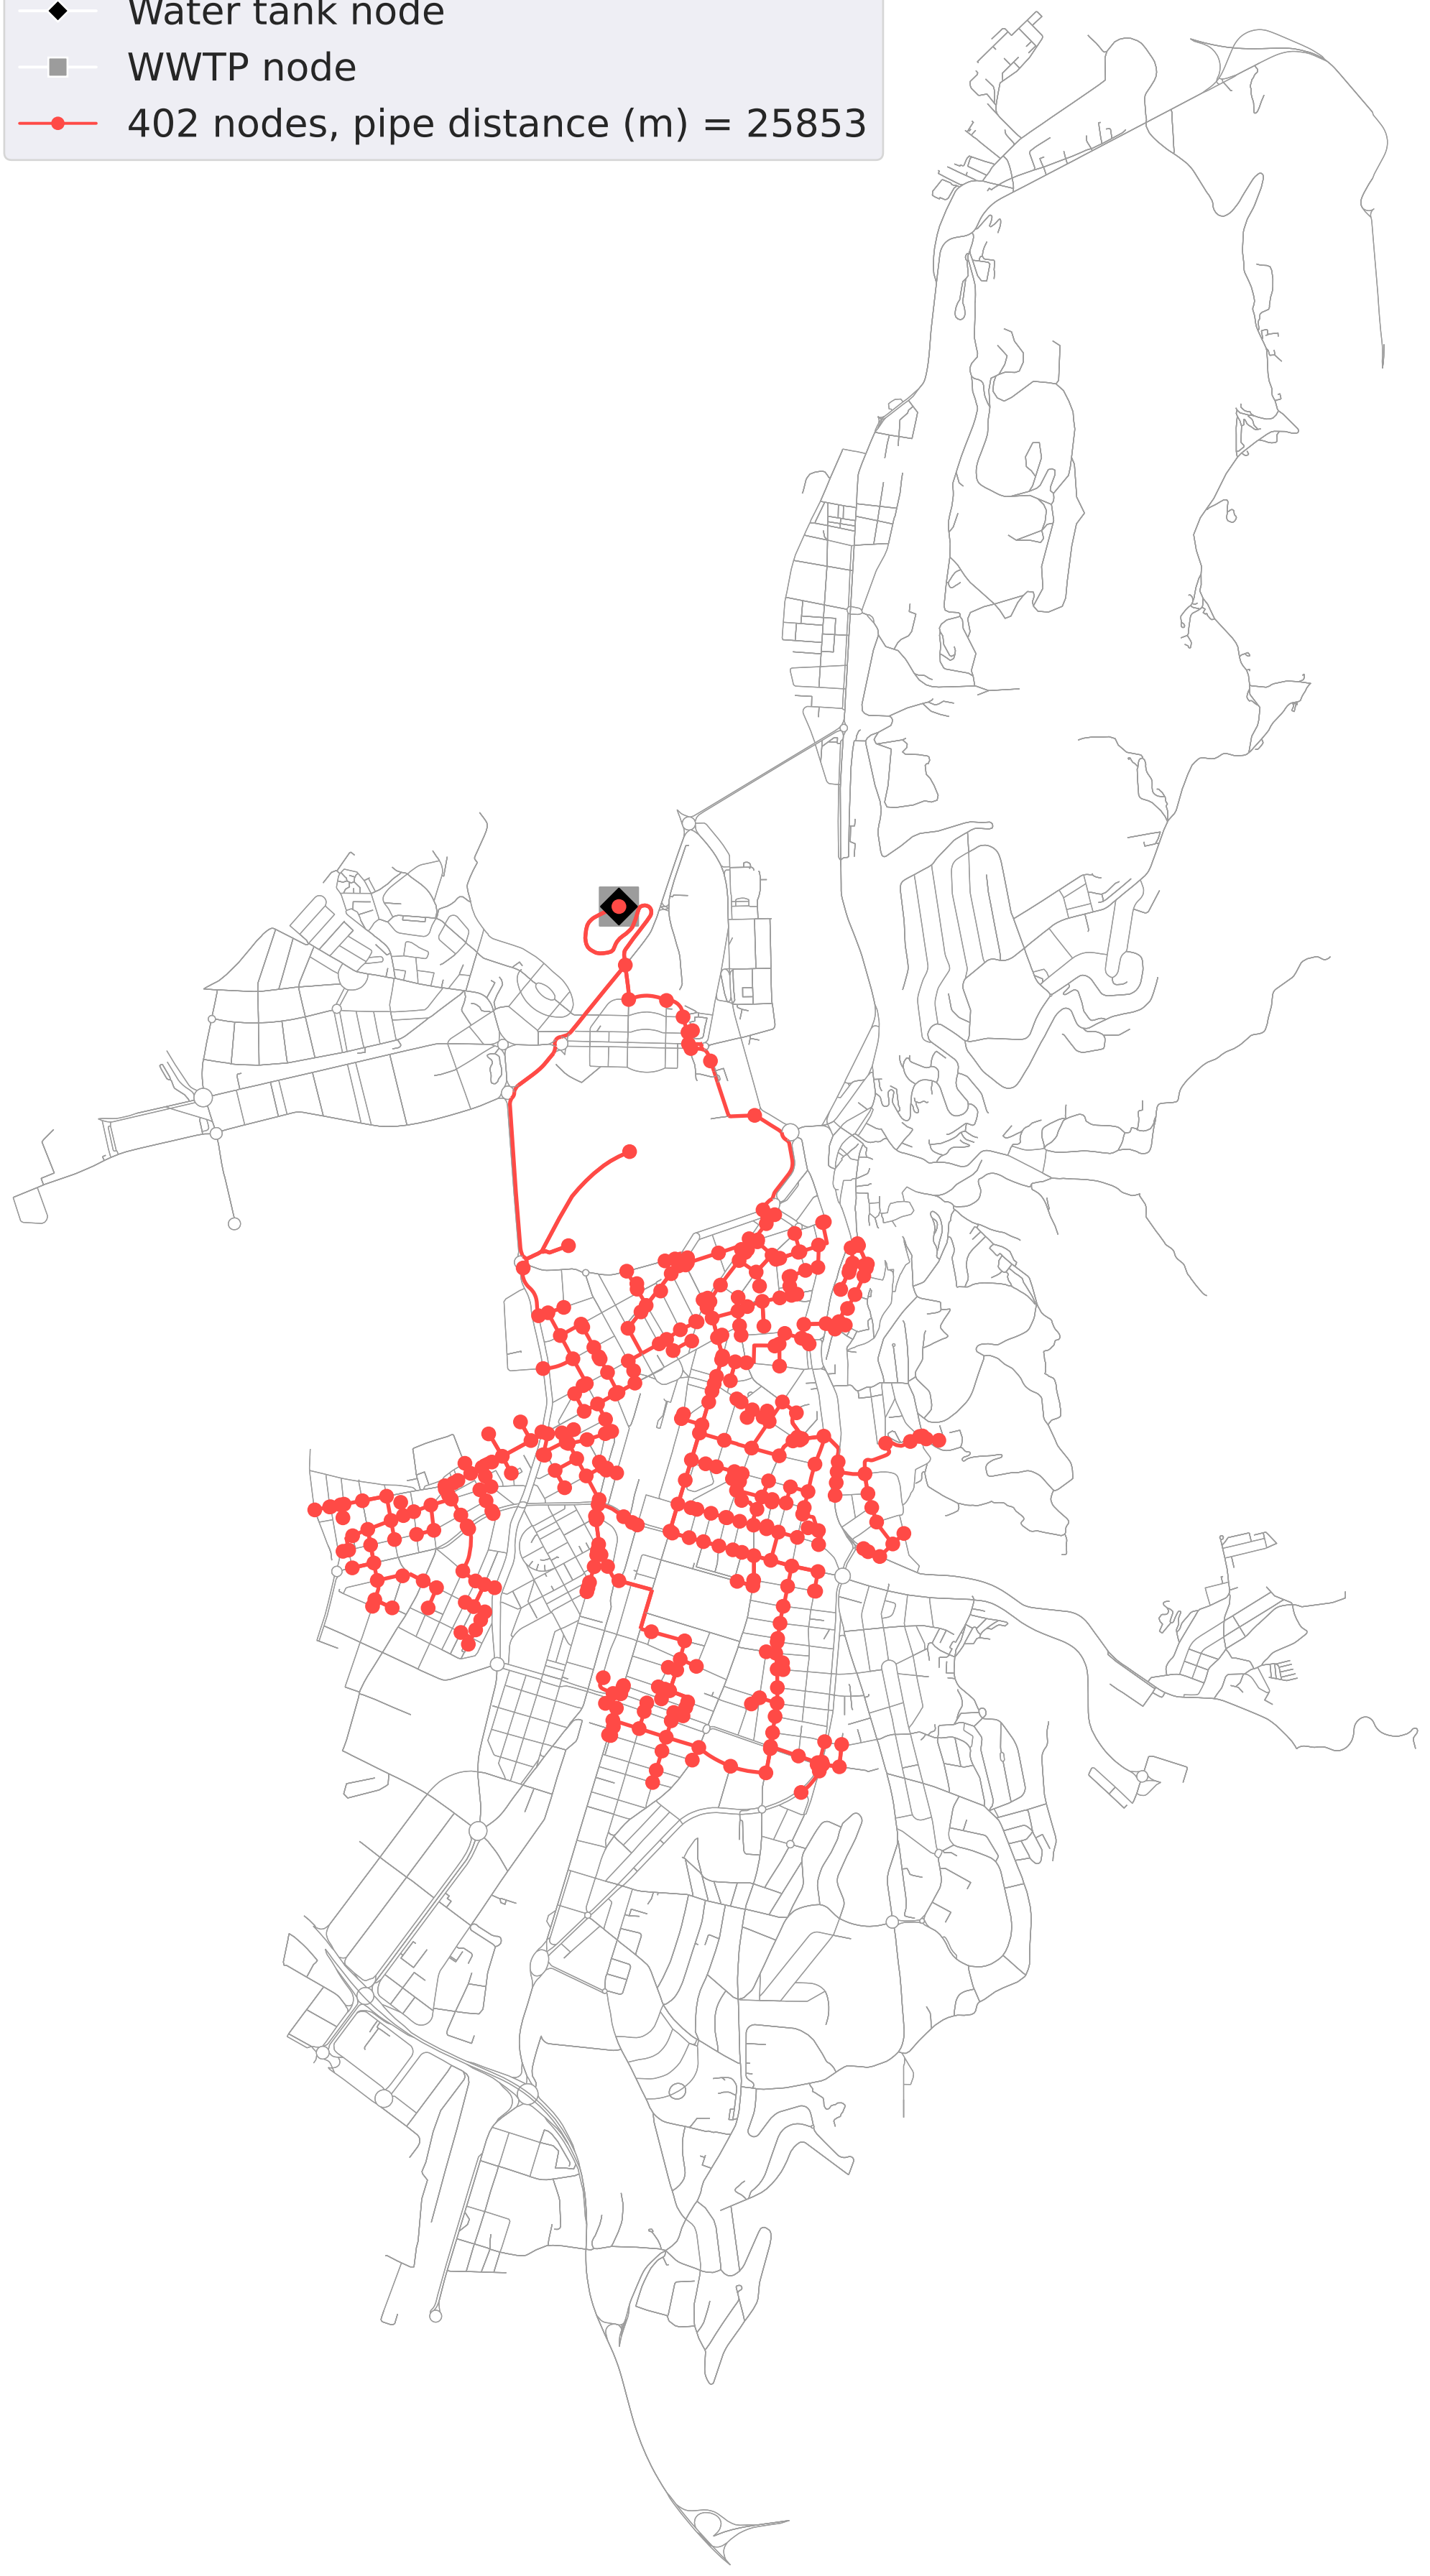 Water tank node
WWTP node
402 nodes, pipe distance (m) = 25853